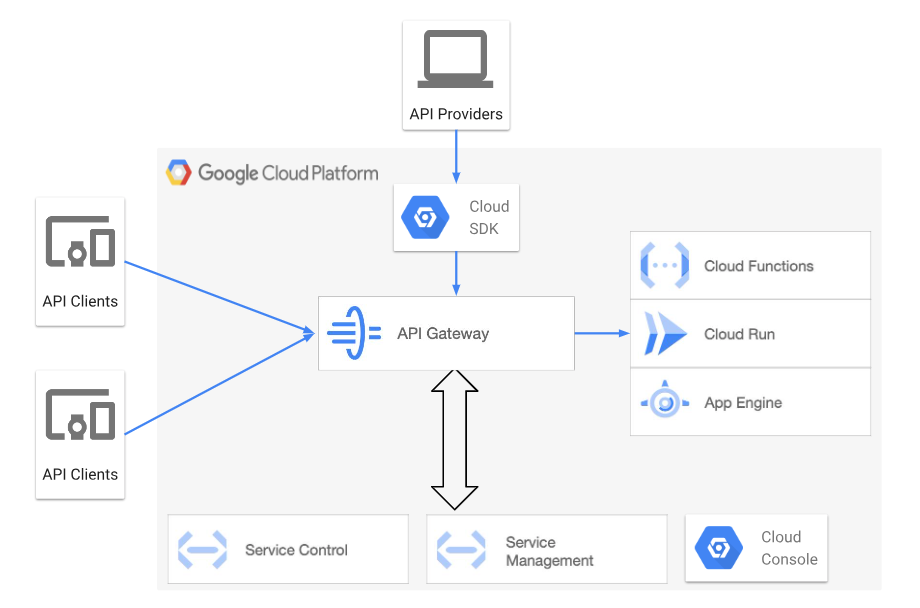 API Providers
Google Cloud Platform
Cloud
SDK
API Clients
Cloud Functions
API Gateway
Cloud Run
App Engine
API Clients
Service Control
Service
Management
Cloud
Console